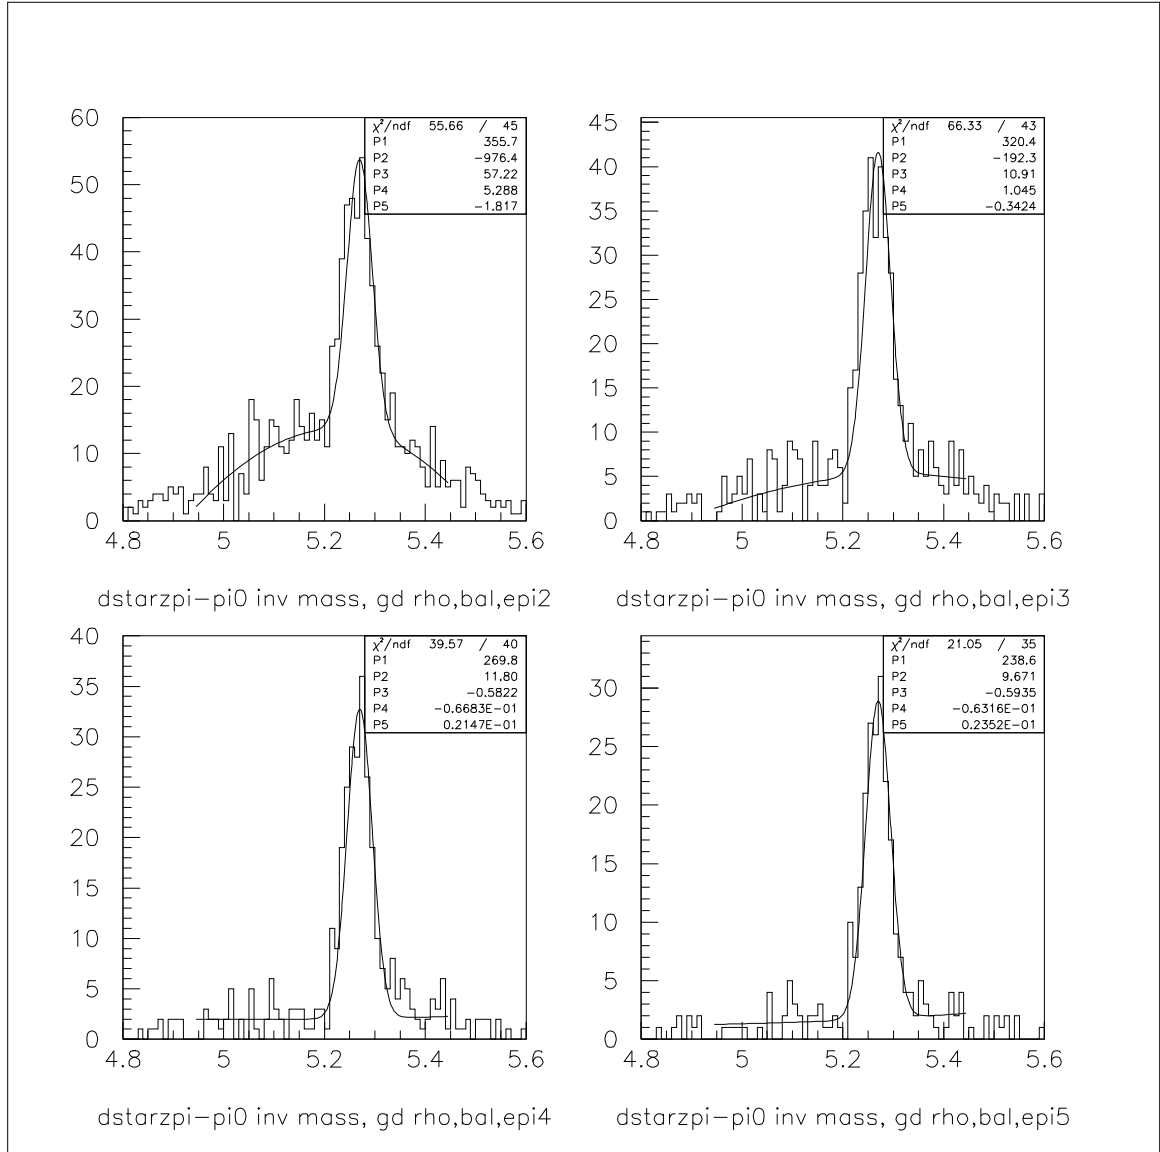 60
50
40
30
20
10
0
4.8 5 5.2 5.4 5.6
χ²/ndf 55.66 / 45
P1 355.7
P2 −976.4
P3 57.22
P4 5.288
P5 −1.817
dstarzpi−pi0 inv mass, gd rho,bal,epi2
45
40
35
30
25
20
15
10
5
0
4.8 5 5.2 5.4 5.6
χ²/ndf 66.33 / 43
P1 320.4
P2 −192.3
P3 10.91
P4 1.045
P5 −0.3424
dstarzpi−pi0 inv mass, gd rho,bal,epi3
40
35
30
25
20
15
10
5
0
4.8 5 5.2 5.4 5.6
χ²/ndf 39.57 / 40
P1 269.8
P2 11.80
P3 −0.5822
P4 −0.6683E−01
P5 0.2147E−01
dstarzpi−pi0 inv mass, gd rho,bal,epi4
30
25
20
15
10
5
0
4.8 5 5.2 5.4 5.6
χ²/ndf 21.05 / 35
P1 238.6
P2 9.671
P3 −0.5935
P4 −0.6316E−01
P5 0.2352E−01
dstarzpi−pi0 inv mass, gd rho,bal,epi5